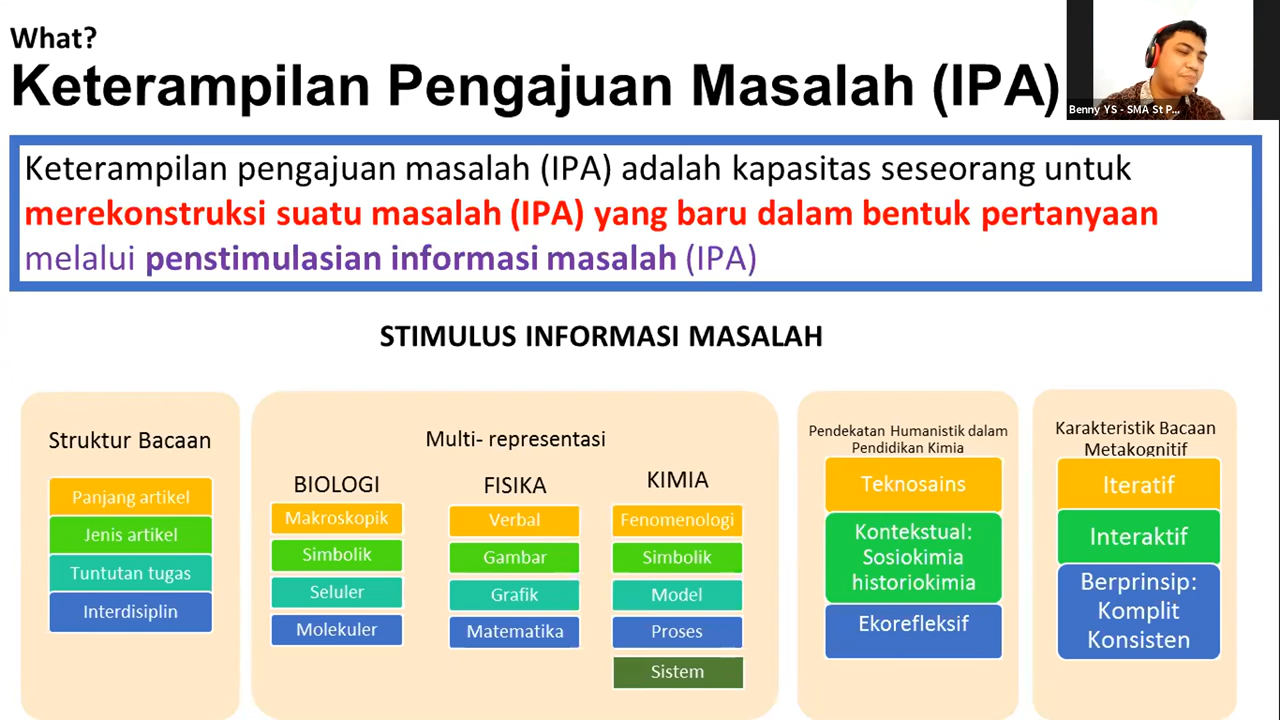 What?
Keterampilan Pengajuan Masalah (IPA)
Benny YS - SMA St P...
Keterampilan pengajuan masalah (IPA) adalah kapasitas seseorang untuk
merekonstruksi suatu masalah (IPA) yang baru dalam bentuk pertanyaan
melalui penstimulasian informasi masalah (IPA)
STIMULUS INFORMASI MASALAH
Struktur Bacaan
Panjang artikel
Jenis artikel
Tuntutan tugas
Interdisiplin
Multi- representasi
BIOLOGI
Makroskopik
Simbolik
Seluler
Molekuler
FISIKA
Verbal
Gambar
Grafik
Matematika
KIMIA
Fenomenologi
Simbolik
Model
Proses
Sistem
Pendekatan Humanistik dalam
Pendidikan Kimia
Teknosains
Kontekstual:
Sosiokimia
historiokimia
Ekorefleksif
Karakteristik Bacaan
Metakognitif
Iteratif
Interaktif
Berprinsip:
Komplit
Konsisten